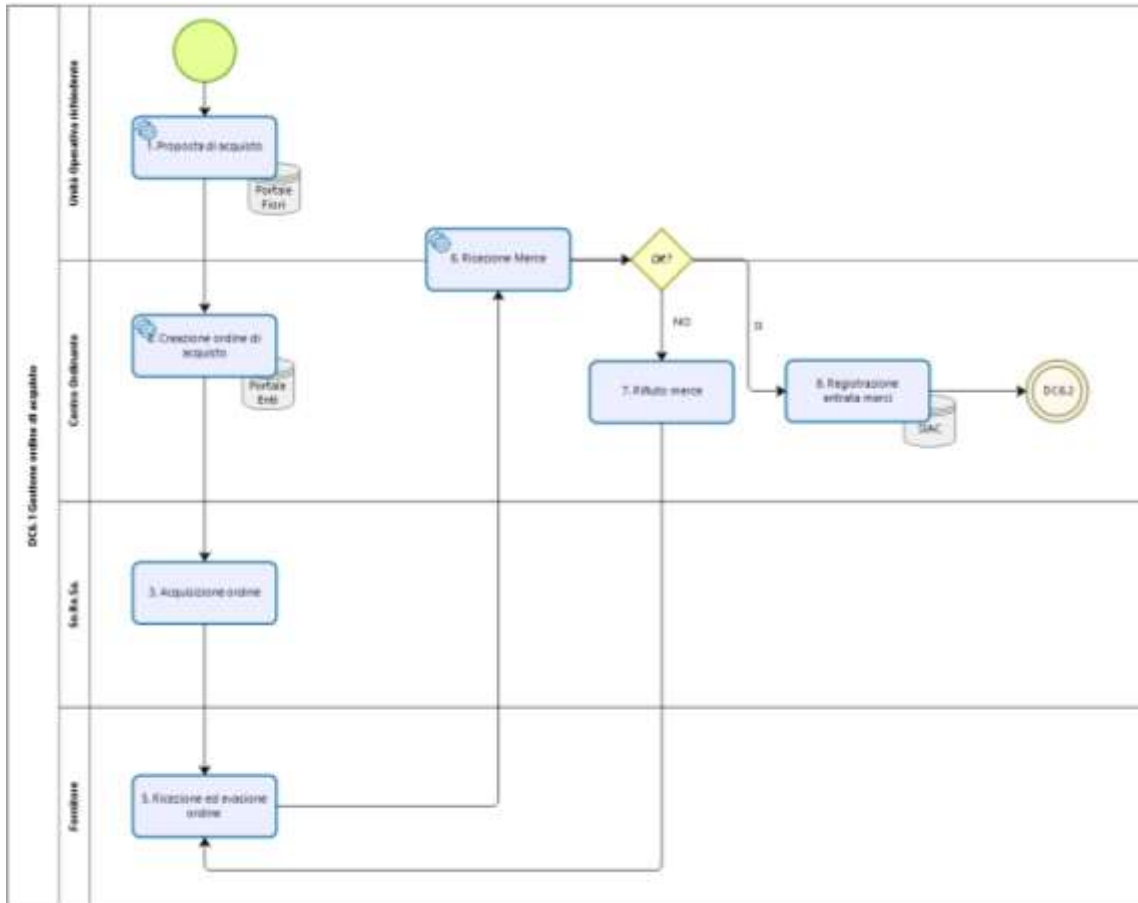 DC6.1 Gestione ordine di acquisto
Unità Operativa richiedente
1. Proposta di acquisto
Portale
Fiori
6. Ricezione Merce
OK?
Centro Ordinante
2. Creazione ordine di
acquisto
Portale
Enti
NO
SI
7. Rifiuto merce
8. Registrazione
entrata merci
SIAC
DC6.2
So.Re.Sa.
3. Acquisizione ordine
Fornitore
5. Ricezione ed evasione
ordine